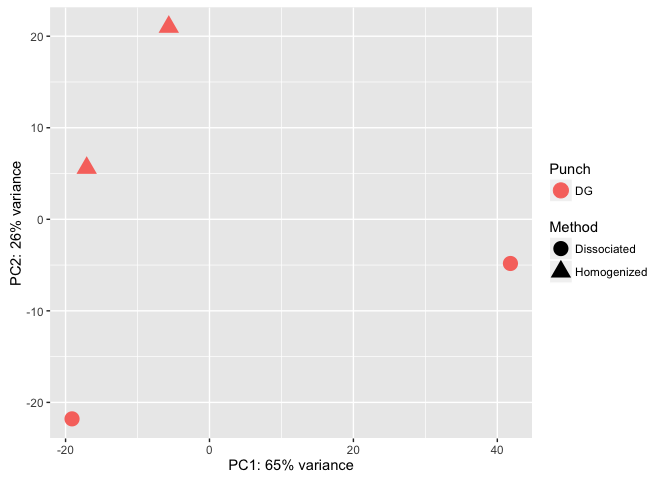 20
10
0
-10
-20
PC2: 26% variance
-20
0
20
40
PC1: 65% variance
Punch
DG
Method
Dissociated
Homogenized